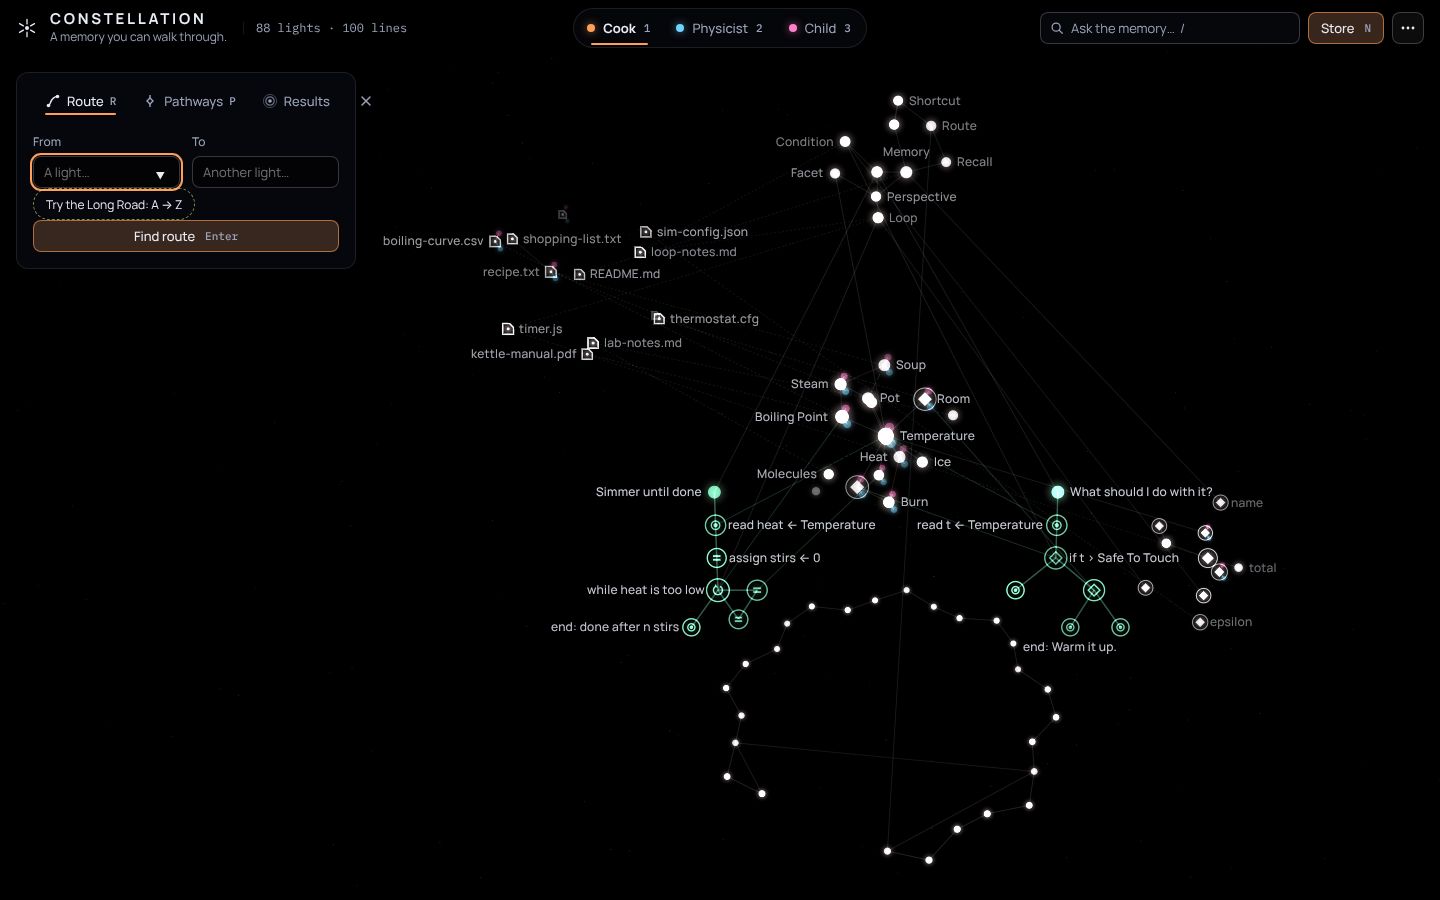 CONSTELLATION
A memory you can walk through.
88 lights · 100 lines
Cook 1
Physicist 2
Child 3
Ask the memory... /
Store N
Route R
Pathways P
Results
From
To
A light...
Another light...
Try the Long Road: A → Z
Find route Enter
Shortcut
Route
Condition
Memory
Recall
Facet
Perspective
Loop
boiling-curve.csv
shopping-list.txt
sim-config.json
loop-notes.md
recipe.txt
README.md
thermostat.cfg
timer.js
lab-notes.md
kettle-manual.pdf
Soup
Steam
Pot
Room
Boiling Point
Temperature
Heat
Ice
Molecules
Burn
Simmer until done
What should I do with it?
name
read heat ← Temperature
read t ← Temperature
assign stirs ← 0
if t > Safe To Touch
total
while heat is too low
end: done after n stirs
epsilon
end: Warm it up.